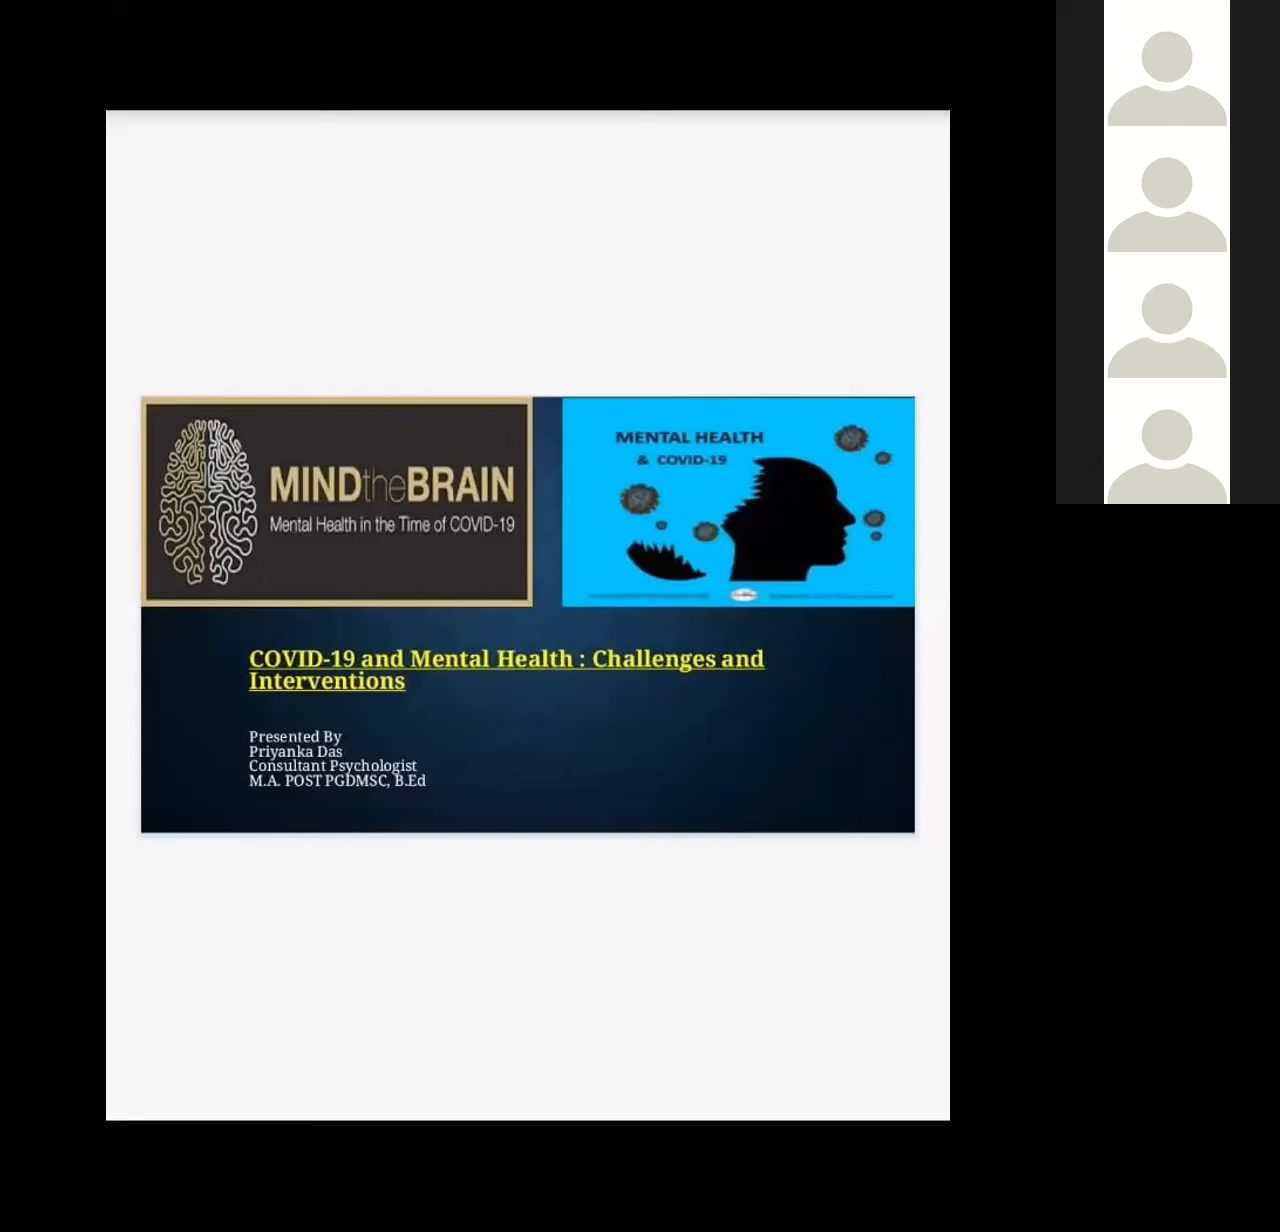 MINDtheBRAIN
Mental Health in the Time of COVID-19
MENTAL HEALTH
& COVID-19
COVID-19 and Mental Health : Challenges and
Interventions
Presented By
Priyanka Das
Consultant Psychologist
M.A. POST PGDMSC, B.Ed